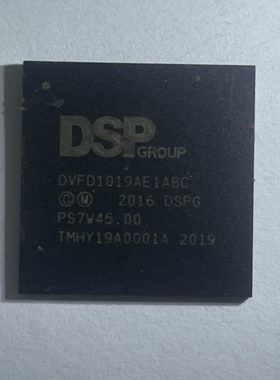 DSP
GROUP
DVFD1019AE1ABC
Ⓒ Ⓜ 2016 DSPG
PS7W45.00
TMHY19A0001A 2019